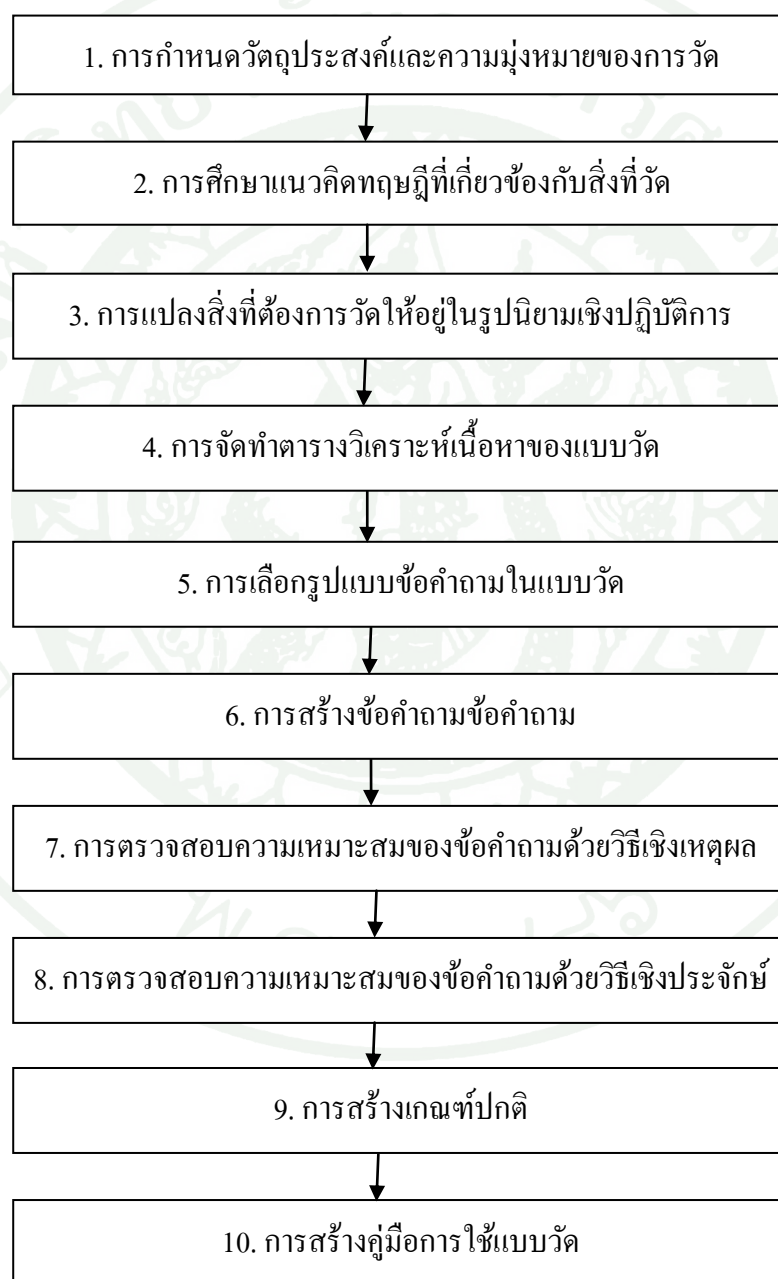 1. การกำหนดวัตถุประสงค์และความมุ่งหมายของการวัด
2. การศึกษาแนวคิดทฤษฎีที่เกี่ยวข้องกับสิ่งที่วัด
3. การแปลงสิ่งที่ต้องการวัดให้อยู่ในรูปนิยามเชิงปฏิบัติการ
4. การจัดทำตารางวิเคราะห์เนื้อหาของแบบวัด
5. การเลือกรูปแบบข้อคำถามในแบบวัด
6. การสร้างข้อคำถามข้อคำถาม
7. การตรวจสอบความเหมาะสมของข้อคำถามด้วยวิธีเชิงเหตุผล
8. การตรวจสอบความเหมาะสมของข้อคำถามด้วยวิธีเชิงประจักษ์
9. การสร้างเกณฑ์ปกติ
10. การสร้างคู่มือการใช้แบบวัด